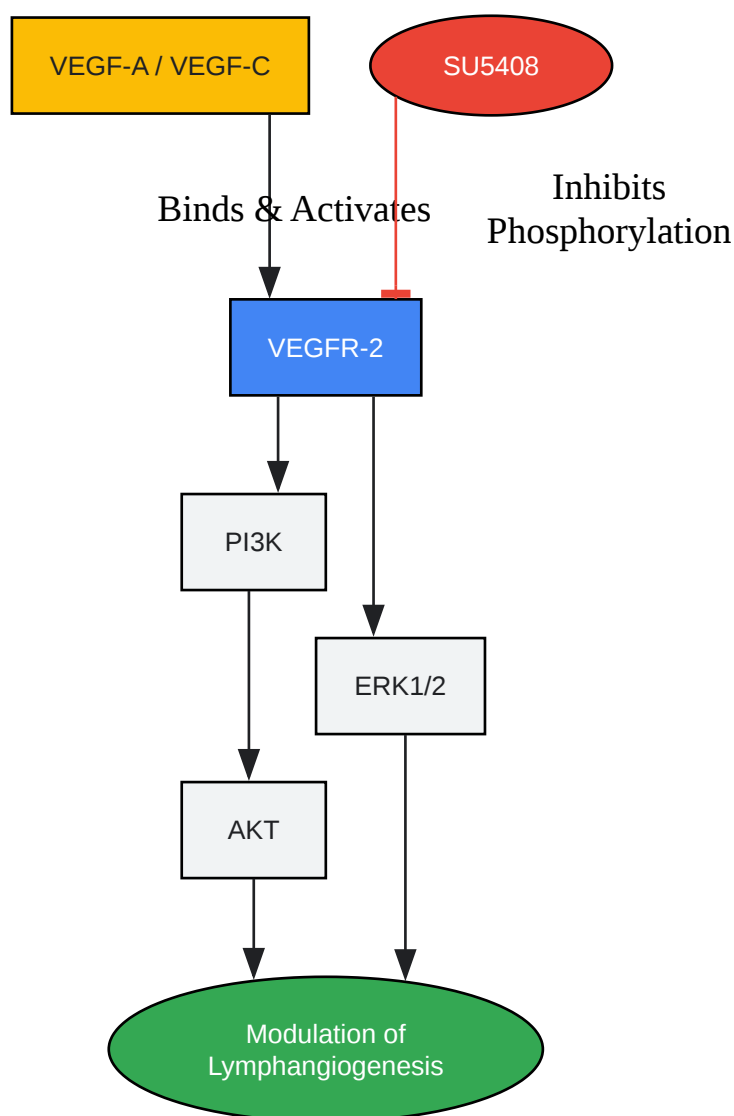 VEGF-A / VEGF-C
SU5408
Binds & Activates
Inhibits
Phosphorylation
VEGFR-2
PI3K
ERK1/2
AKT
Modulation of
Lymphangiogenesis